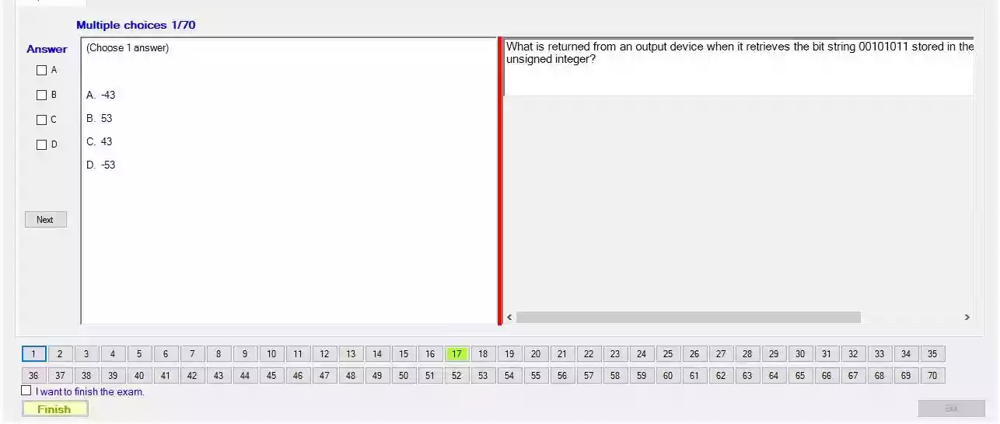 Multiple choices 1/70
Answer
(Choose 1 answer)
What is returned from an output device when it retrieves the bit string 00101011 stored in the
unsigned integer?
A
B
C
D
A. -43
B. 53
C. 43
D. -53
Next
1 2 3 4 5 6 7 8 9 10 11 12 13 14 15 16 17 18 19 20 21 22 23 24 25 26 27 28 29 30 31 32 33 34 35
36 37 38 39 40 41 42 43 44 45 46 47 48 49 50 51 52 53 54 55 56 57 58 59 60 61 62 63 64 65 66 67 68 69 70
I want to finish the exam.
Finish
Exit